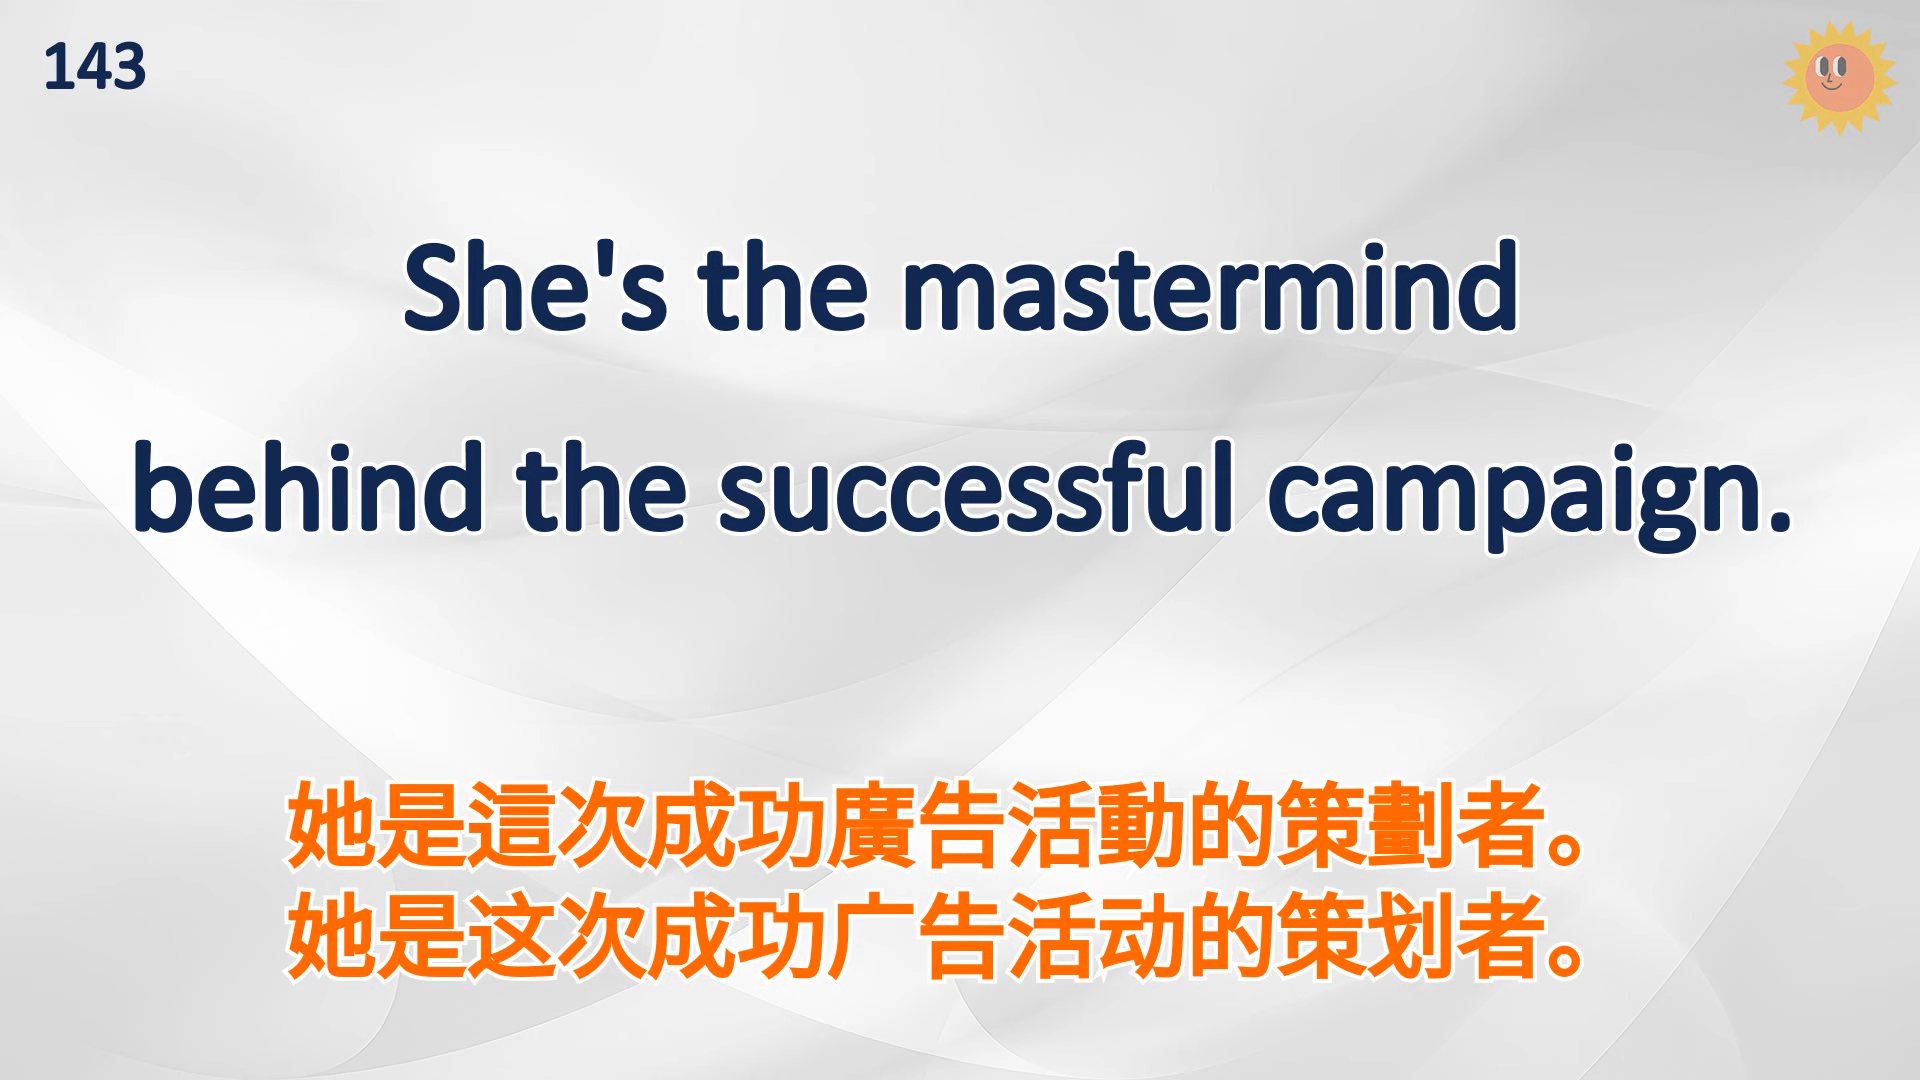 143
She's the mastermind
behind the successful campaign.
她是這次成功廣告活動的策劃者。
她是这次成功广告活动的策划者。